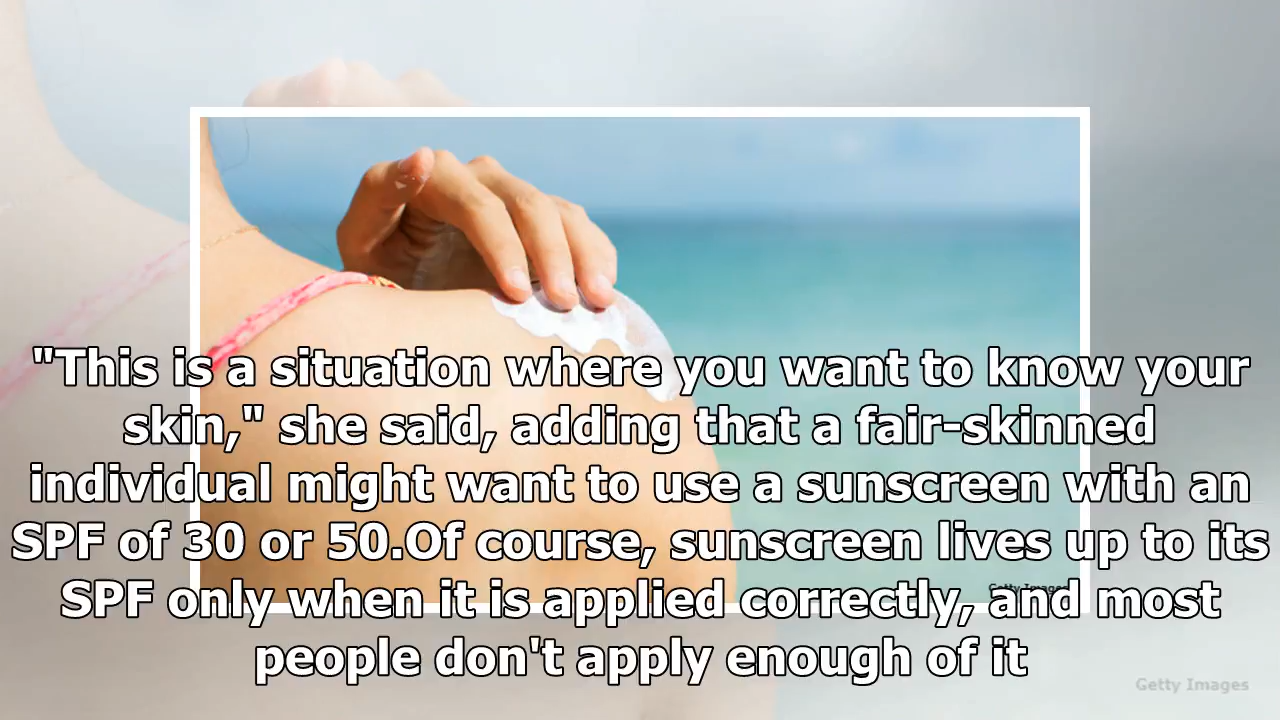 "This is a situation where you want to know your
skin," she said, adding that a fair-skinned
individual might want to use a sunscreen with an
SPF of 30 or 50.Of course, sunscreen lives up to its
SPF only when it is applied correctly, and most
people don't apply enough of it
Getty Images
Getty Images